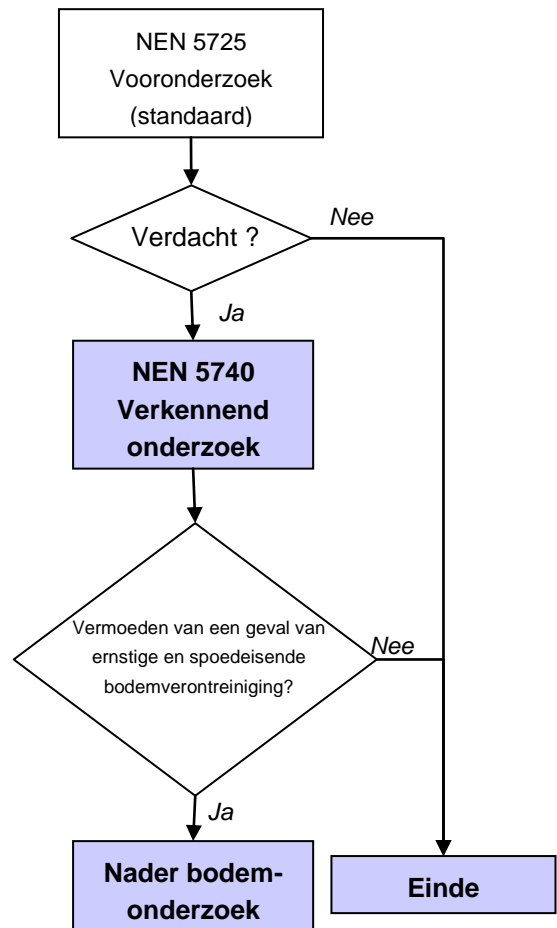 NEN 5725
Vooronderzoek
(standaard)
Verdacht ?
Nee
Ja
NEN 5740
Verkennend
onderzoek
Vermoeden van een geval van
ernstige en spoedeisende
bodemverontreiniging?
Nee
Ja
Nader bodem-
onderzoek
Einde